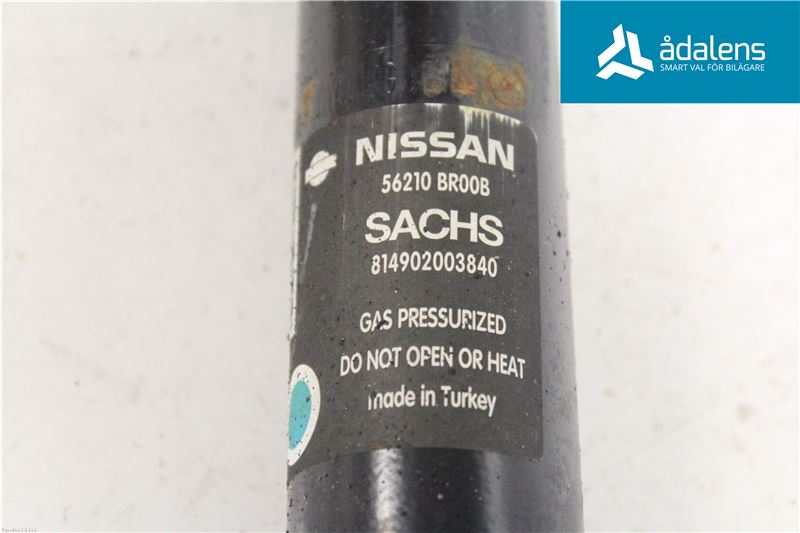 ådalens
SMART VAL FÖR BILÄGARE
NISSAN
56210 BR00B
SACHS
814902003840
GAS PRESSURIZED
DO NOT OPEN OR HEAT
made in Turkey